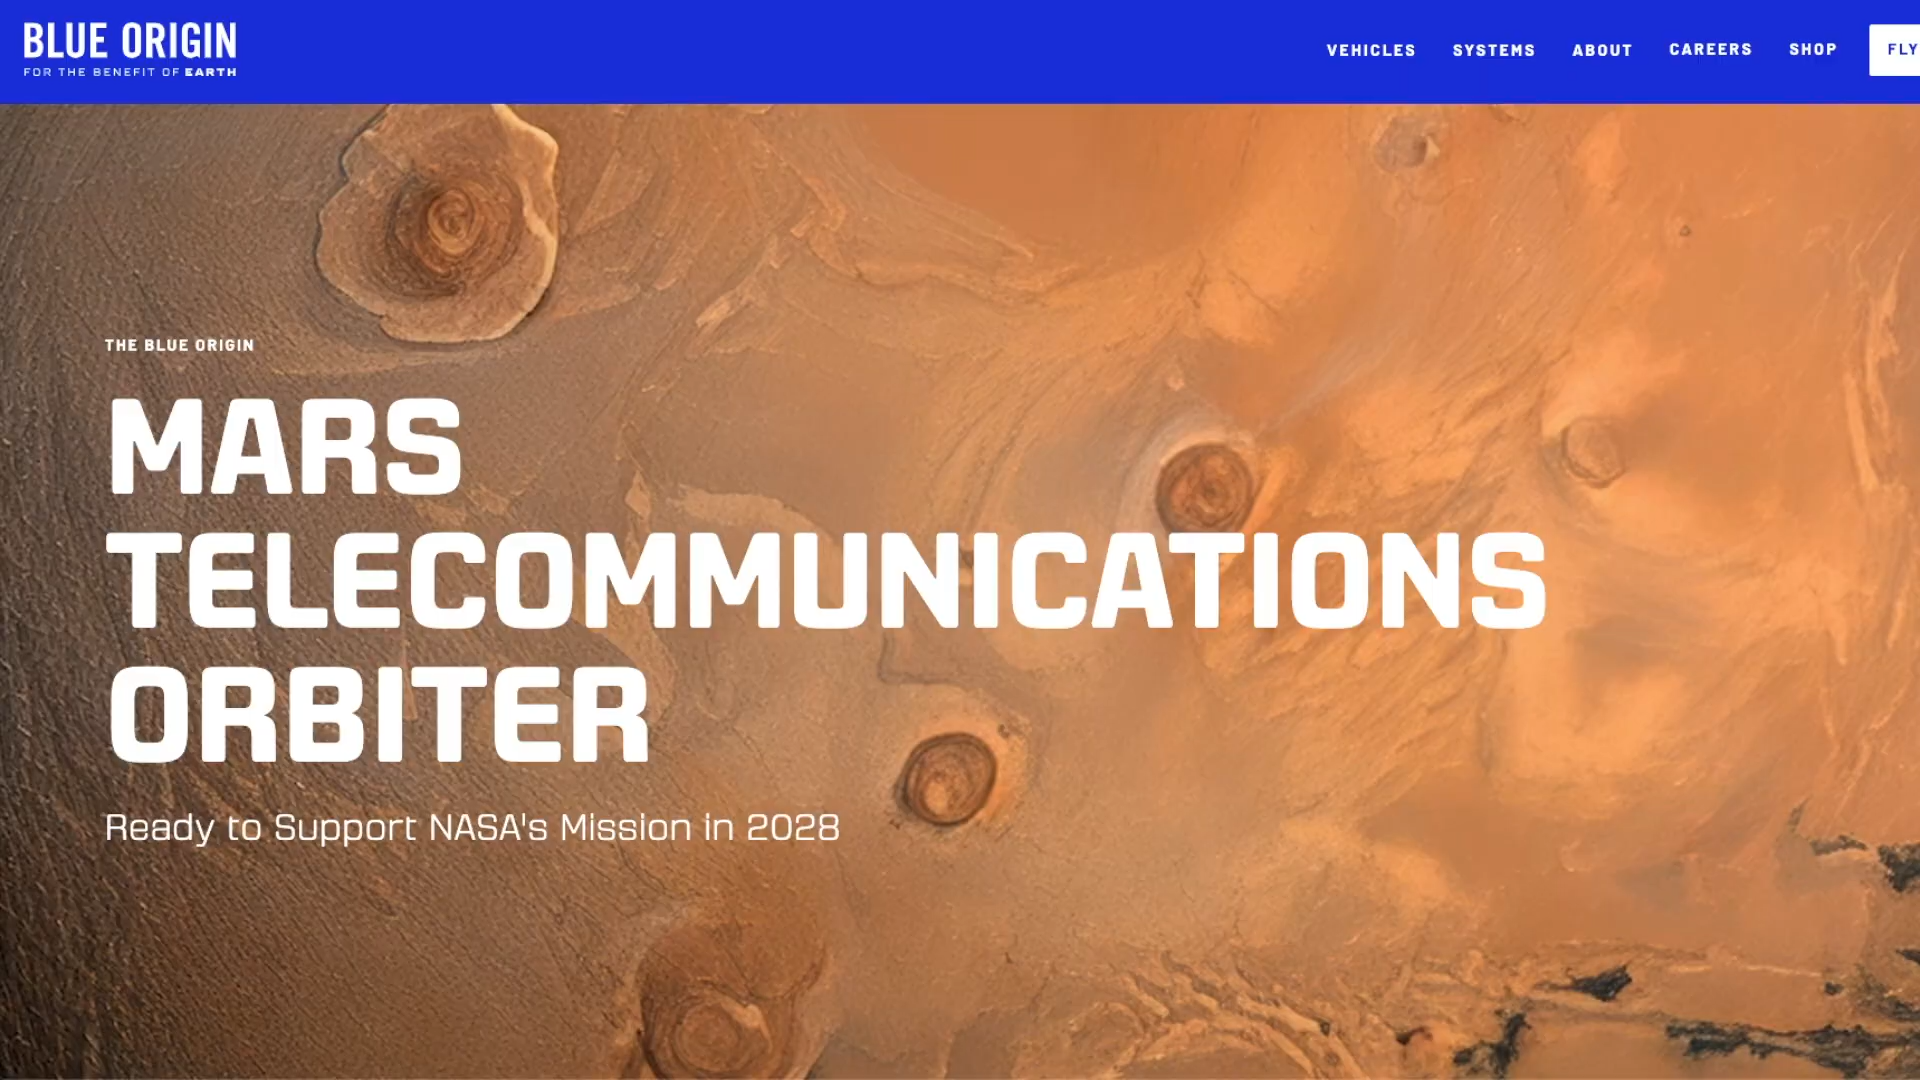 BLUE ORIGIN
FOR THE BENEFIT OF EARTH
VEHICLES SYSTEMS ABOUT CAREERS SHOP FLY
THE BLUE ORIGIN
MARS
TELECOMMUNICATIONS
ORBITER
Ready to Support NASA's Mission in 2028